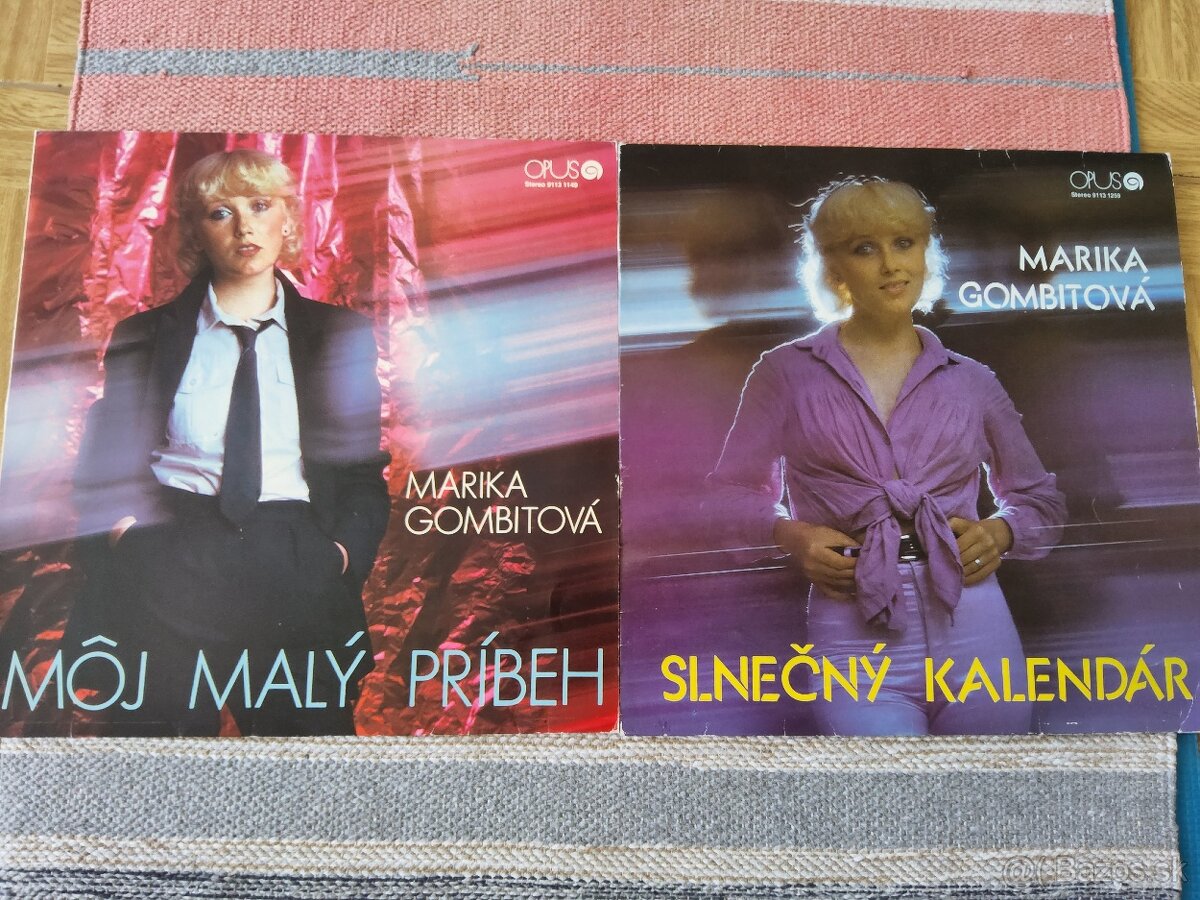 OPUS
Stereo 9113 1149
MARIKA
GOMBITOVÁ
MÔJ MALÝ PRÍBEH
OPUS
Stereo 9113 1259
MARIKA
GOMBITOVÁ
SLNEČNÝ KALENDÁR
Bazos.sk